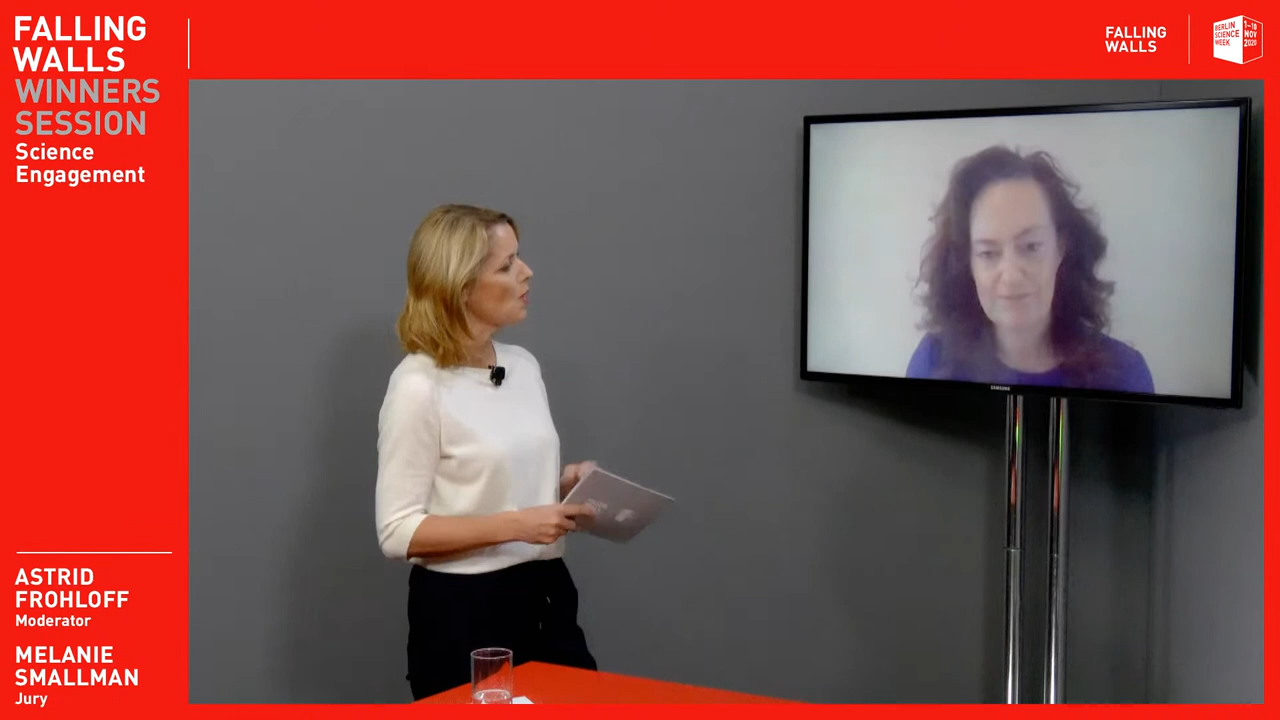 FALLING
WALLS
WINNERS
SESSION
Science
Engagement
FALLING
WALLS
BERLIN
SCIENCE
WEEK
1–10
NOV
2020
SAMSUNG
ASTRID
FROHLOFF
Moderator
MELANIE
SMALLMAN
Jury